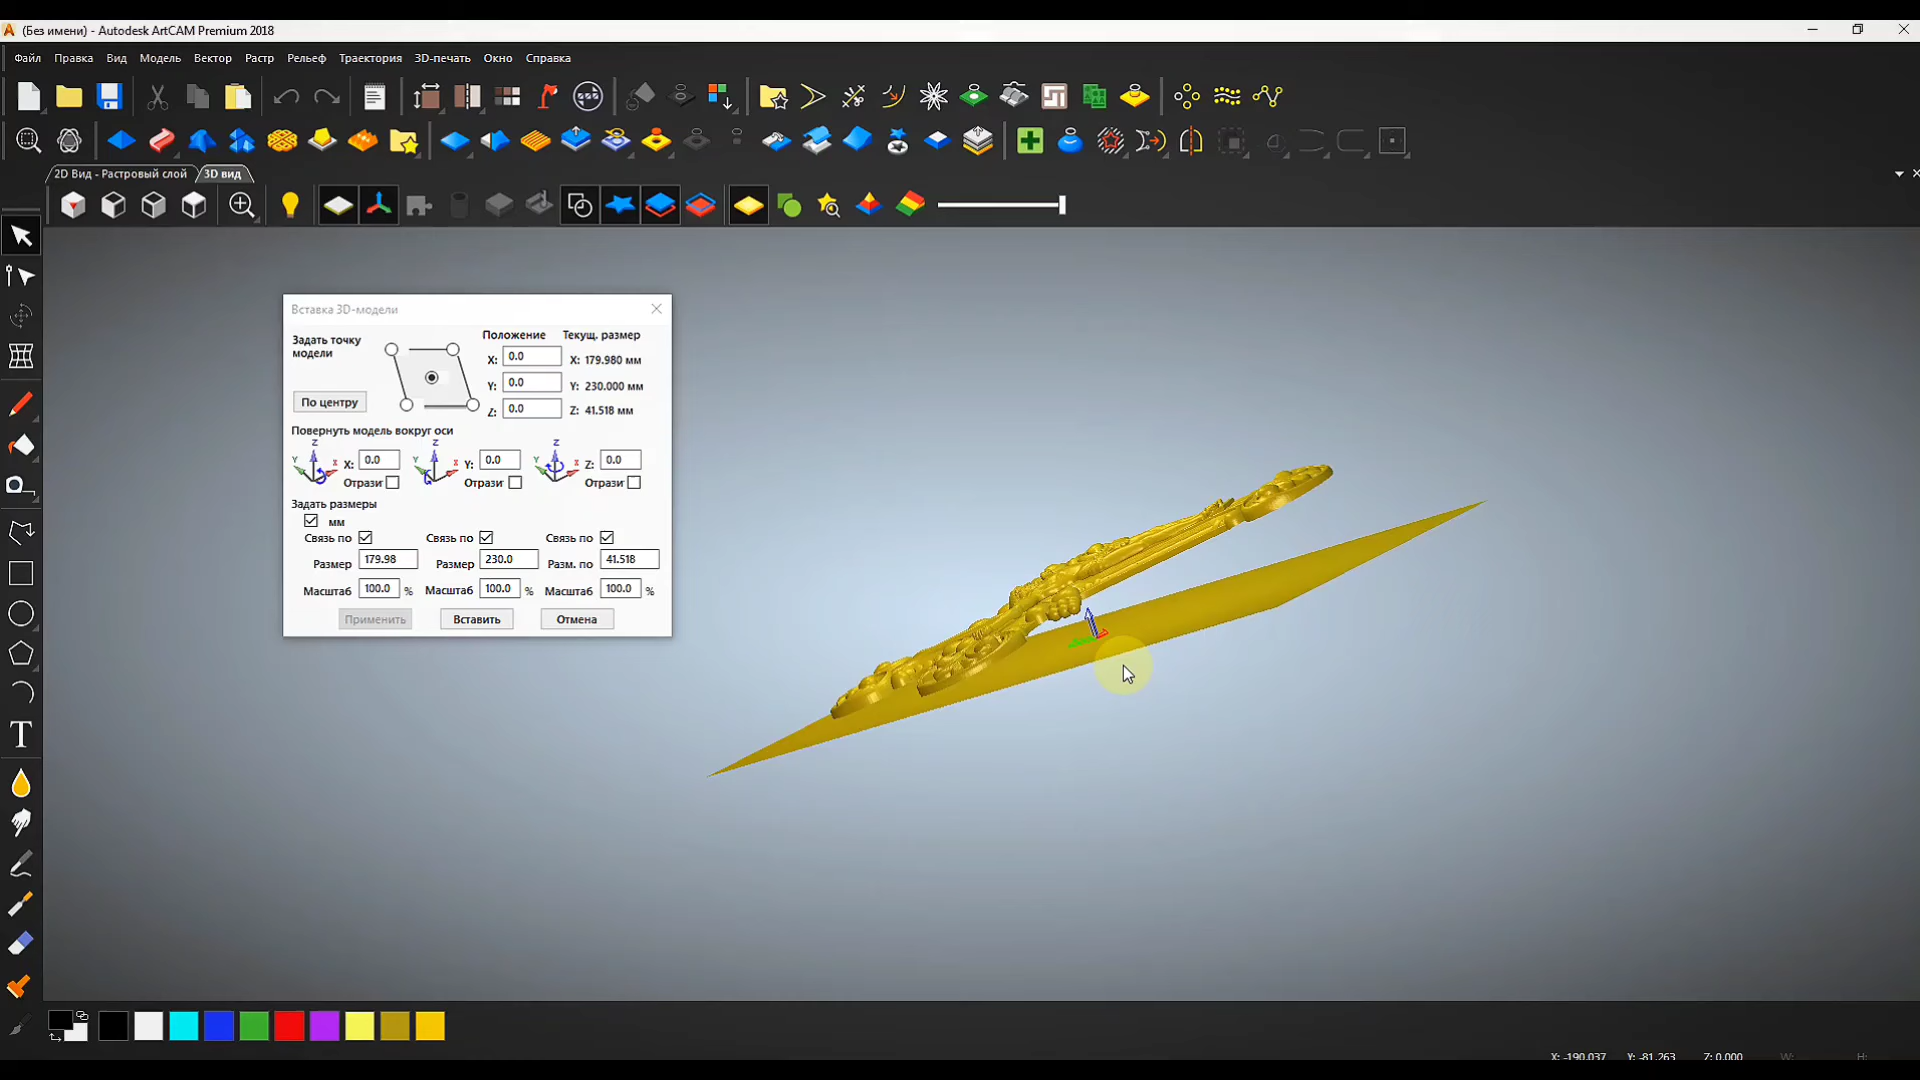 (Без имени) - Autodesk ArtCAM Premium 2018
Файл Правка Вид Модель Вектор Растр Рельеф Траектория 3D-печать Окно Справка
2D Вид - Растровый слой 3D вид
Вставка 3D-модели
Положение Текущ. размер
Задать точку модели
X: 0.0 X: 179.980 мм
Y: 0.0 Y: 230.000 мм
Z: 0.0 Z: 41.518 мм
По центру
Повернуть модель вокруг оси
Z Z Z
Y X Y X Y X
X: 0.0 Y: 0.0 Z: 0.0
Отрази Отрази Отрази
Задать размеры
мм
Связь по Связь по Связь по
Размер 179.98 Размер 230.0 Разм. по 41.518
Масштаб 100.0 % Масштаб 100.0 % Масштаб 100.0 %
Применить Вставить Отмена
T
X: -190.037 Y: -81.263 Z: 0.000 W: H: